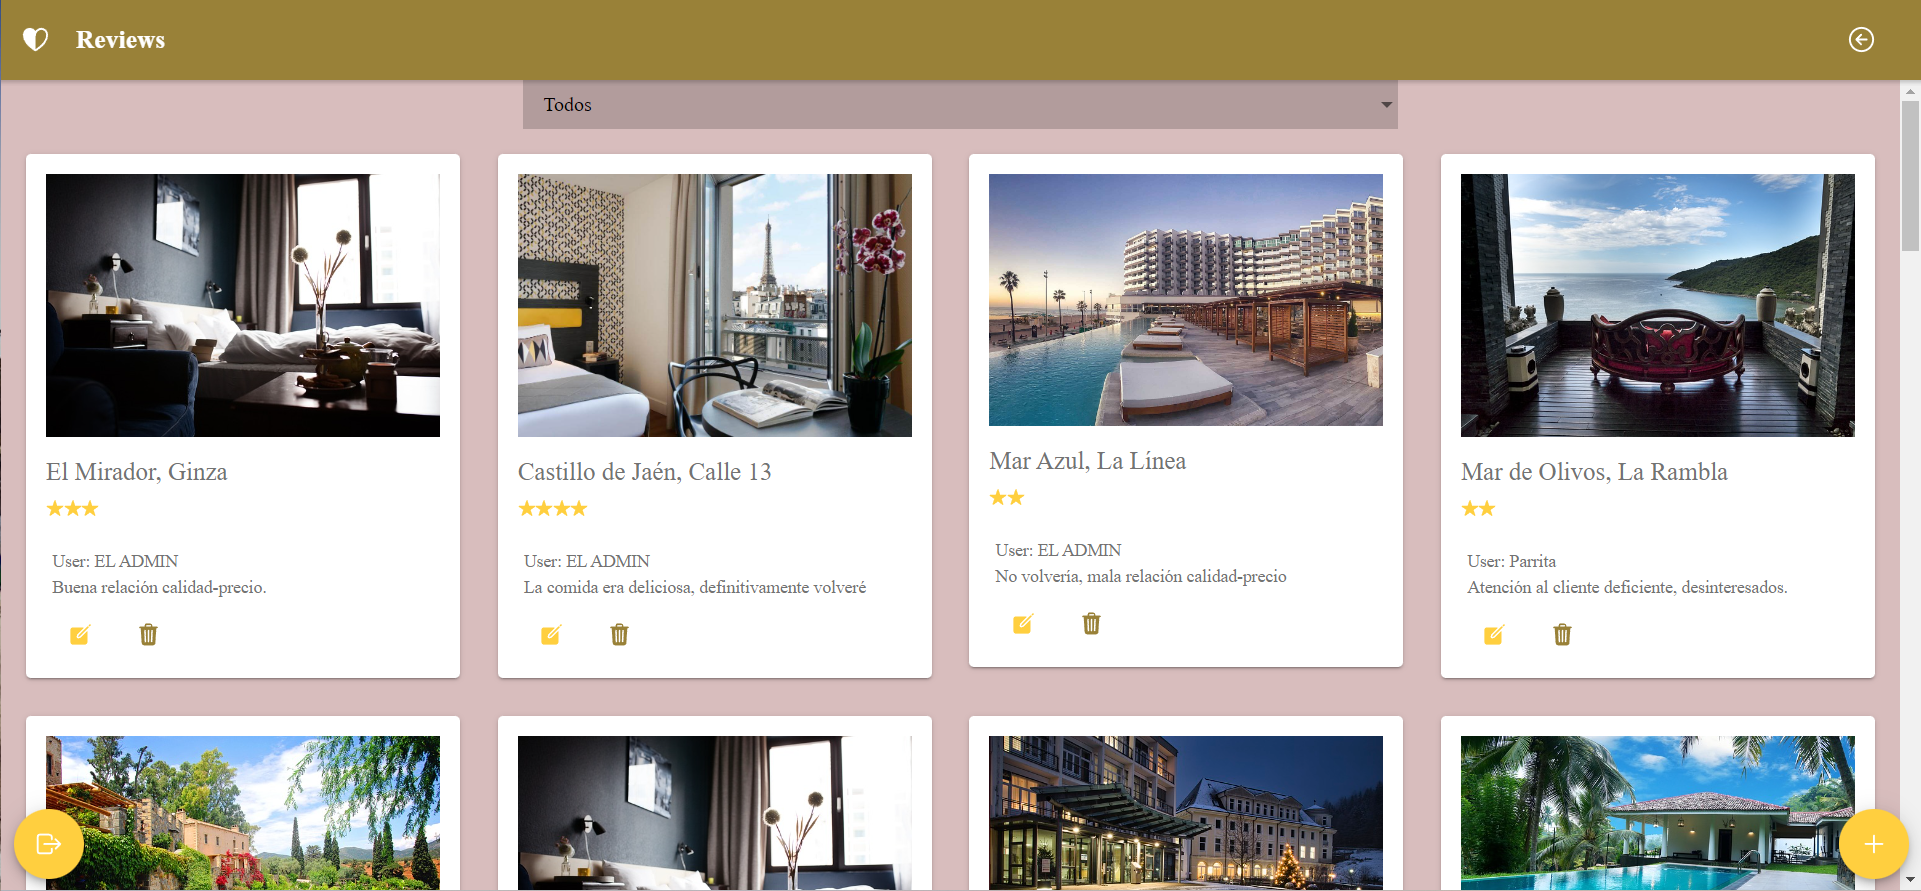 Reviews
Todos
El Mirador, Ginza
User: EL ADMIN
Buena relación calidad-precio.
Castillo de Jaén, Calle 13
User: EL ADMIN
La comida era deliciosa, definitivamente volveré
Mar Azul, La Línea
User: EL ADMIN
No volvería, mala relación calidad-precio
Mar de Olivos, La Rambla
User: Parrita
Atención al cliente deficiente, desinteresados.